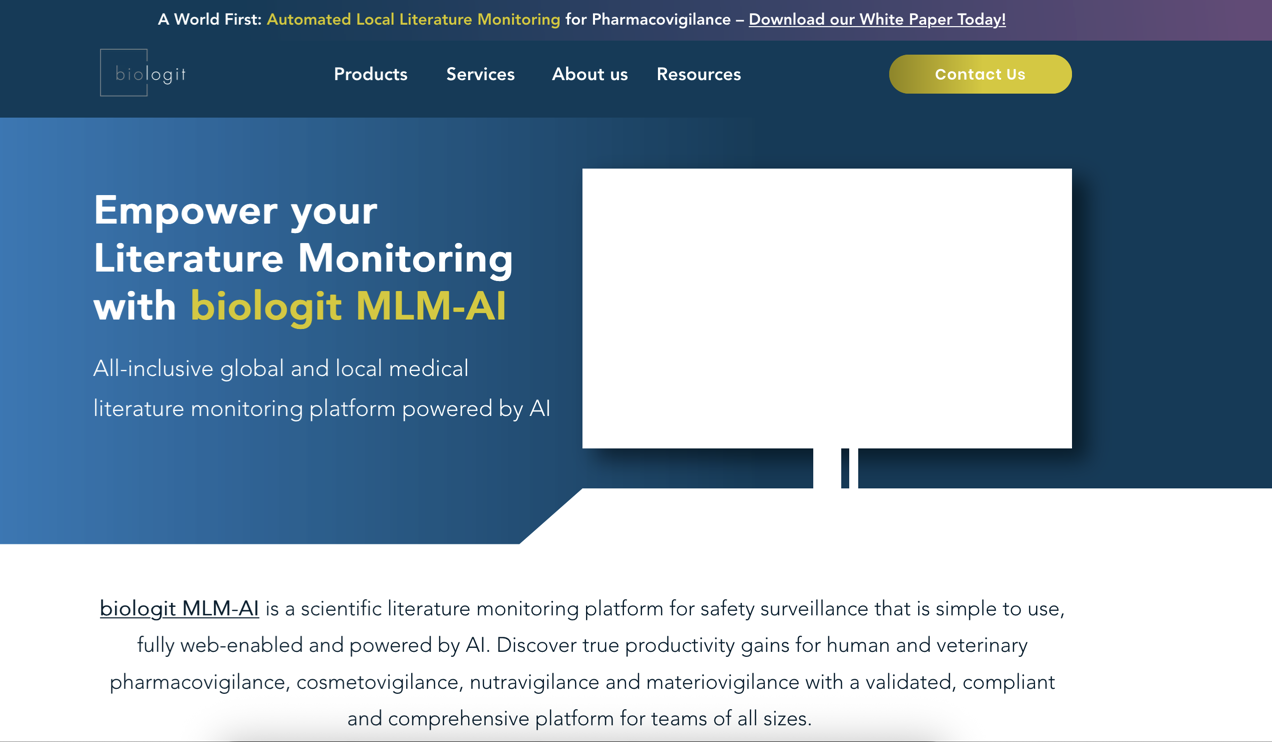 A World First: Automated Local Literature Monitoring for Pharmacovigilance – Download our White Paper Today!
biologit
Products Services About us Resources Contact Us
Empower your
Literature Monitoring
with biologit MLM-AI
All-inclusive global and local medical
literature monitoring platform powered by AI
biologit MLM-AI is a scientific literature monitoring platform for safety surveillance that is simple to use,
fully web-enabled and powered by AI. Discover true productivity gains for human and veterinary
pharmacovigilance, cosmetovigilance, nutravigilance and materiovigilance with a validated, compliant
and comprehensive platform for teams of all sizes.